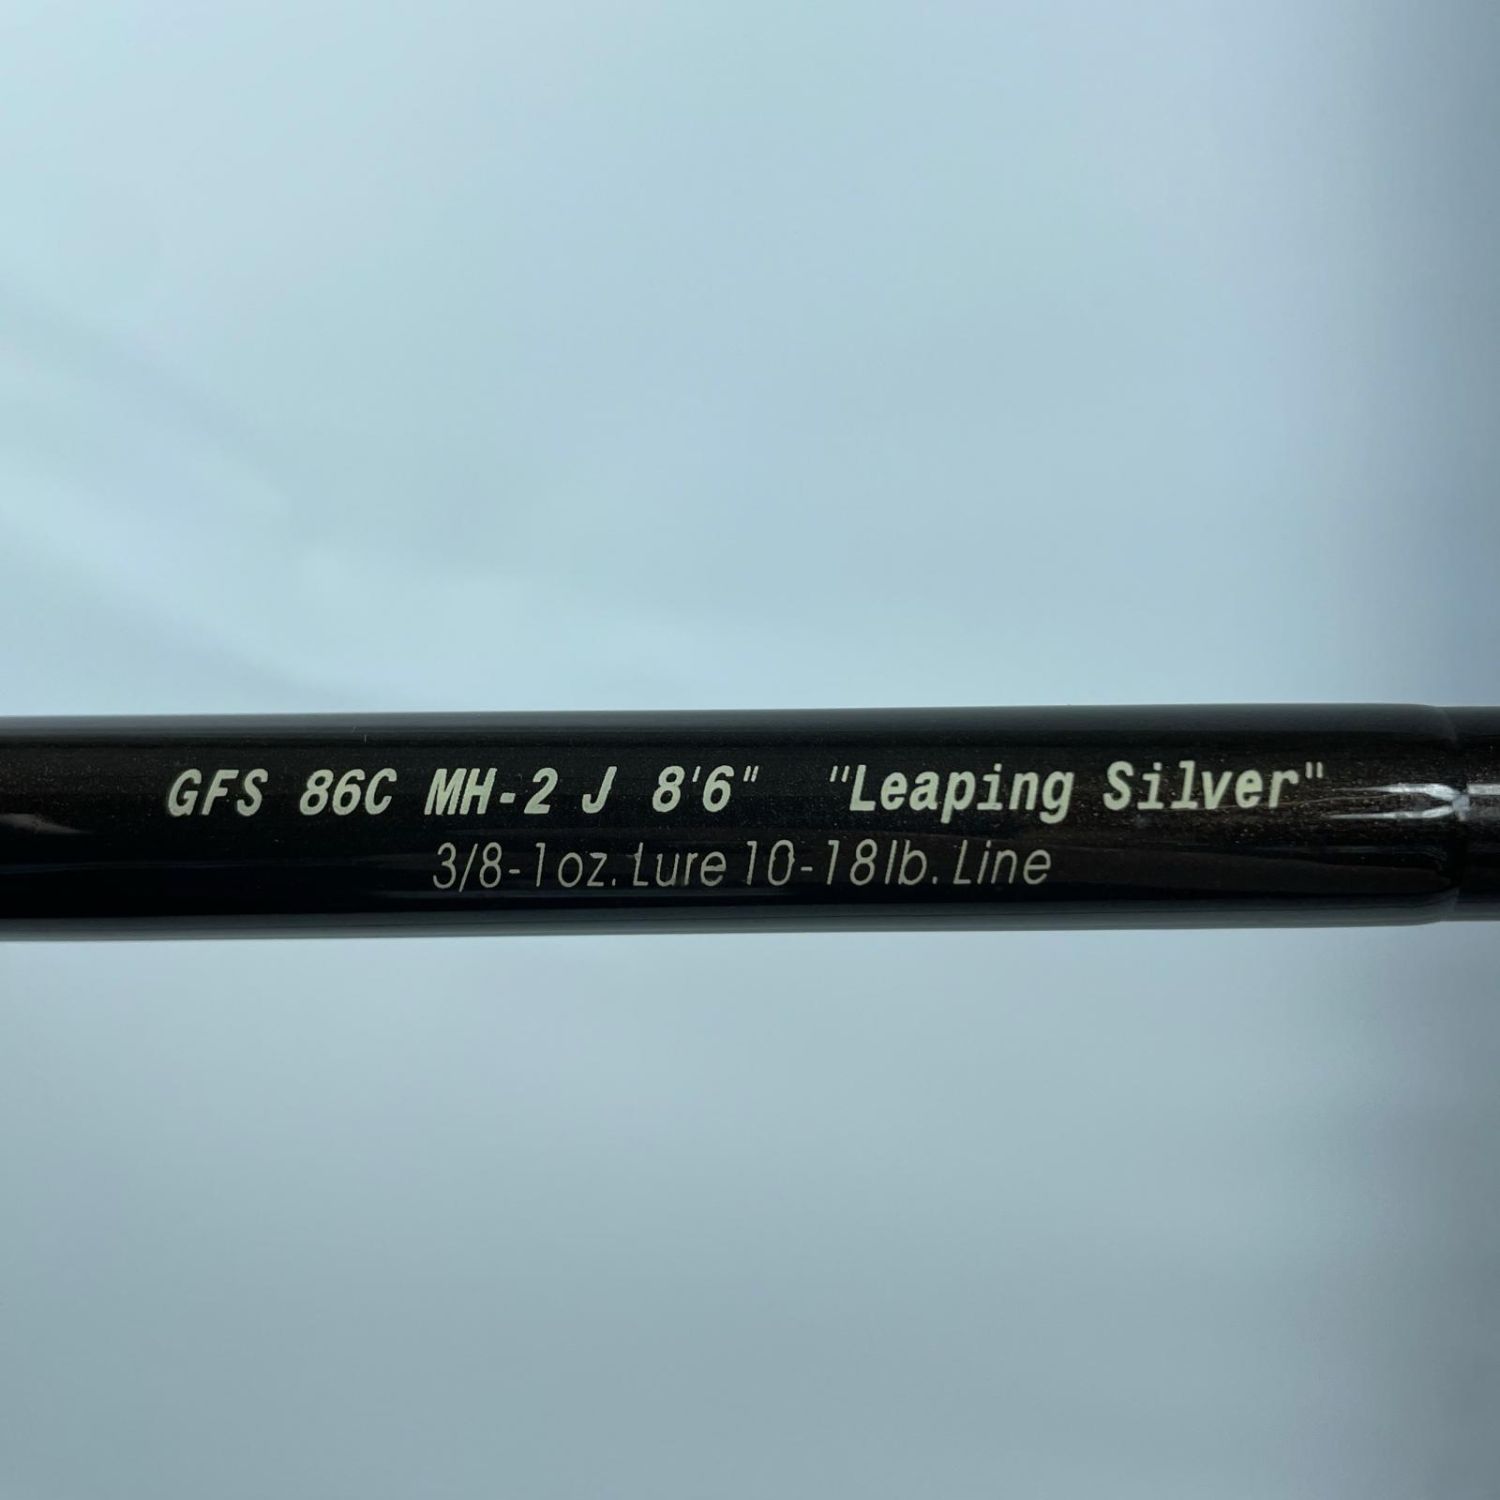 GFS 86C MH-2 J 8'6" "Leaping Silver"
3/8-1oz. Lure 10-18lb. Line